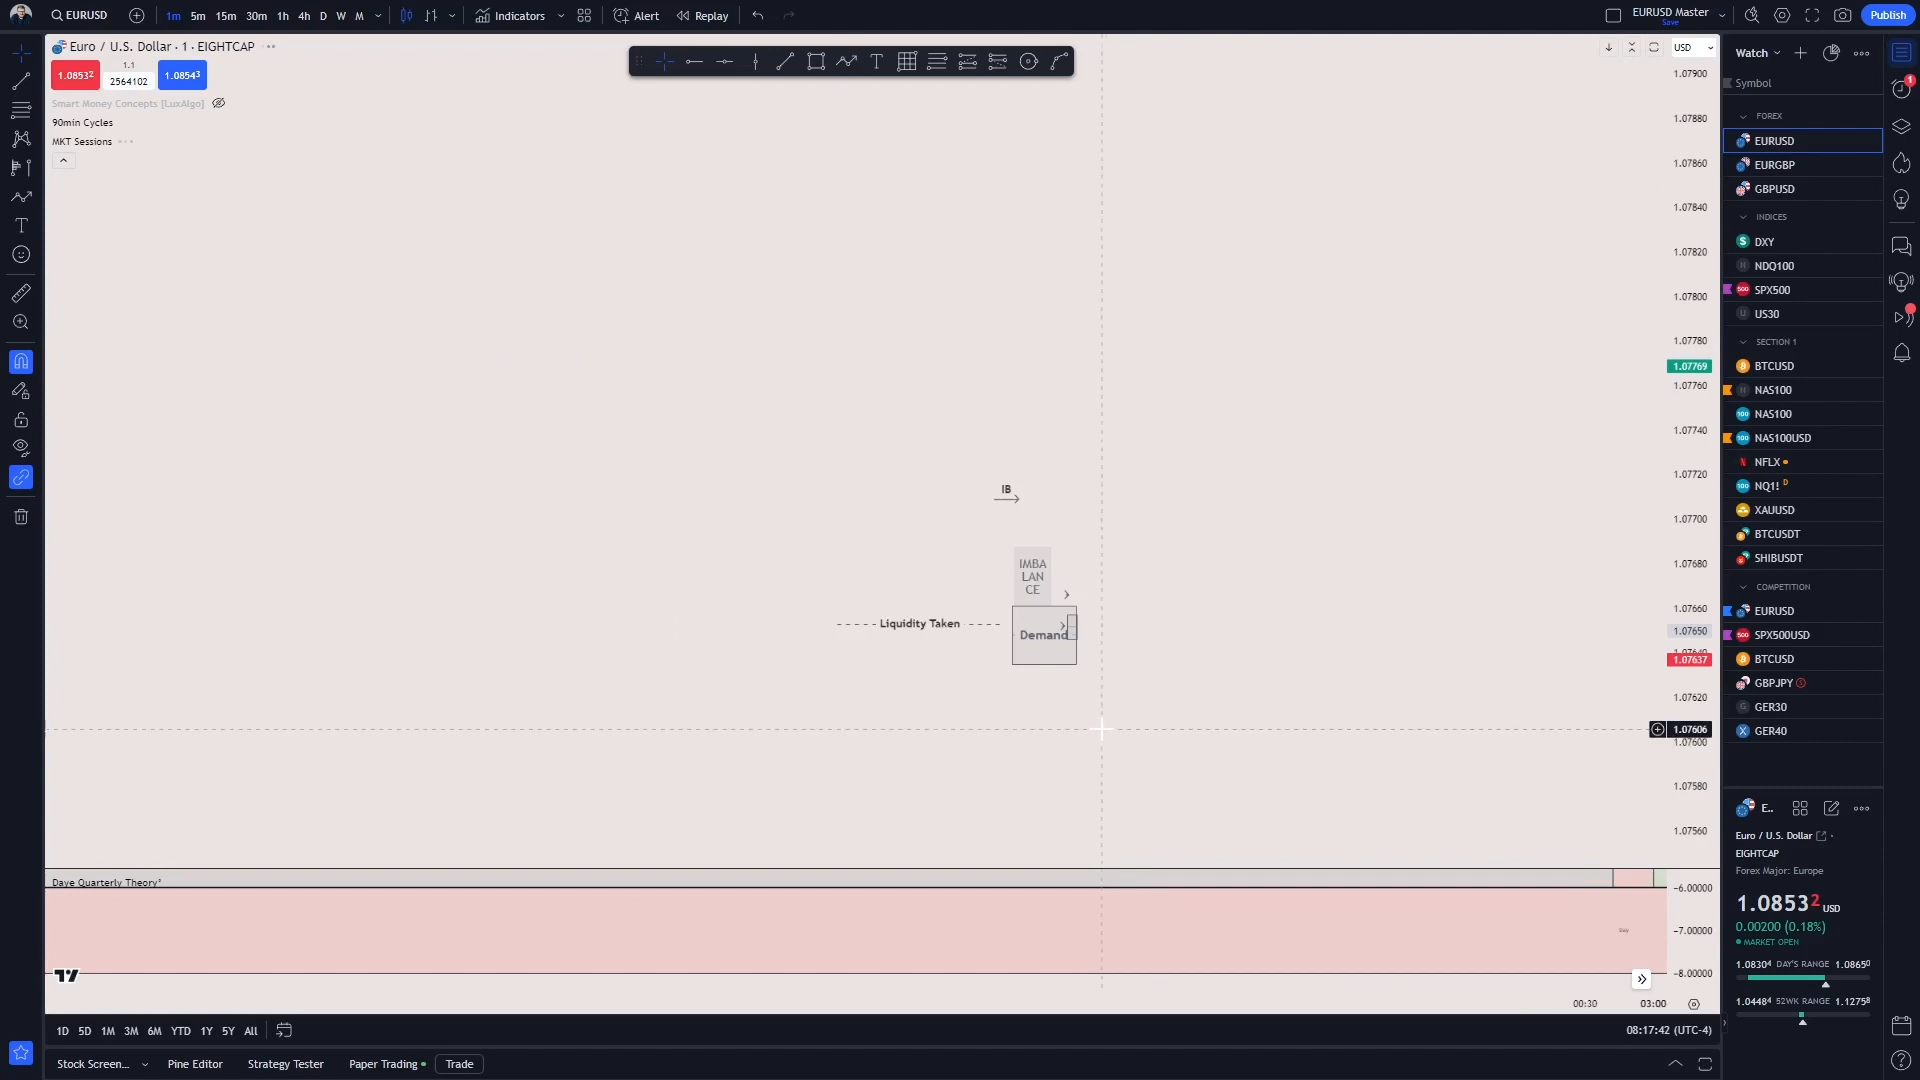 EURUSD
1m 5m 15m 30m 1h 4h D W M
Indicators
Alert
Replay
EURUSD Master
Save
Publish
Euro / U.S. Dollar · 1 · EIGHTCAP
1.08532
1.1
2564102
1.08543
Smart Money Concepts [LuxAlgo]
90min Cycles
MKT Sessions
USD
1.07900
1.07880
1.07860
1.07840
1.07820
1.07800
1.07780
1.07769
1.07760
1.07740
1.07720
1.07700
1.07680
1.07660
1.07650
1.07640
1.07637
1.07620
1.07606
1.07600
1.07580
1.07560
IB
IMBA
LAN
CE
Liquidity Taken
Demand
Daye Quarterly Theory°
-6.00000
-7.00000
-8.00000
Day
00:30 03:00
1D 5D 1M 3M 6M YTD 1Y 5Y All
08:17:42 (UTC-4)
Stock Screen...
Pine Editor
Strategy Tester
Paper Trading
Trade
Watch
Symbol
FOREX
EURUSD
EURGBP
GBPUSD
INDICES
DXY
NDQ100
SPX500
US30
SECTION 1
BTCUSD
NAS100
NAS100
NAS100USD
NFLX
NQ1! D
XAUUSD
BTCUSDT
SHIBUSDT
COMPETITION
EURUSD
SPX500USD
BTCUSD
GBPJPY
GER30
GER40
E..
Euro / U.S. Dollar
EIGHTCAP
Forex Major: Europe
1.08532 USD
0.00200 (0.18%)
MARKET OPEN
1.08304 DAY'S RANGE 1.08650
1.04484 52WK RANGE 1.12758
1